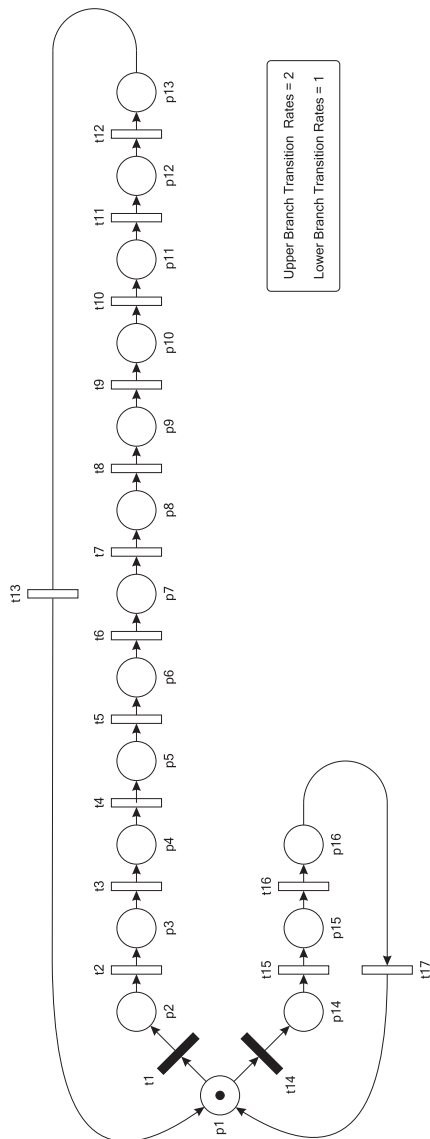 t13
t1
t2
t3
t4
t5
t6
t7
t8
t9
t10
t11
t12
p2
p3
p4
p5
p6
p7
p8
p9
p10
p11
p12
p13
p1
t14
t15
t16
p14
p15
p16
t17
Upper Branch Transition Rates = 2
Lower Branch Transition Rates = 1